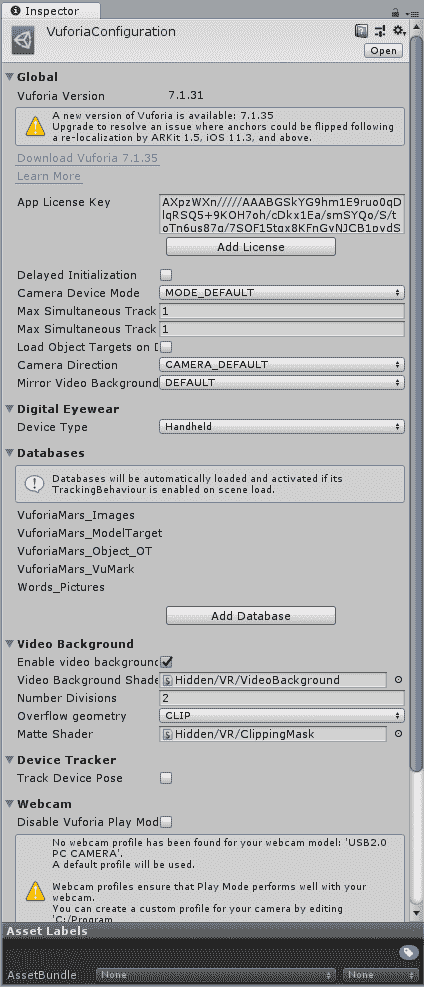 Inspector
VuforiaConfiguration
Open
Global
Vuforia Version 7.1.31
A new version of Vuforia is available: 7.1.35
Upgrade to resolve an issue where anchors could be flipped following
a re-localization by ARKit 1.5, iOS 11.3, and above.
Download Vuforia 7.1.35
Learn More
App License Key AXpzWXn/////AAABGSkYG9hm1E9ruo0qD
lqRSQ5+9KOH7oh/cDkx1Ea/smSYQo/S/t
oTn6us87g/7SOF15tgx8KFnGvNJCB1pvdS
Add License
Delayed Initialization
Camera Device Mode MODE_DEFAULT
Max Simultaneous Track 1
Max Simultaneous Track 1
Load Object Targets on D
Camera Direction CAMERA_DEFAULT
Mirror Video Background DEFAULT
Digital Eyewear
Device Type Handheld
Databases
Databases will be automatically loaded and activated if its
TrackingBehaviour is enabled on scene load.
VuforiaMars_Images
VuforiaMars_ModelTarget
VuforiaMars_Object_OT
VuforiaMars_VuMark
Words_Pictures
Add Database
Video Background
Enable video background
Video Background Shade Hidden/VR/VideoBackground
Number Divisions 2
Overflow geometry CLIP
Matte Shader Hidden/VR/ClippingMask
Device Tracker
Track Device Pose
Webcam
Disable Vuforia Play Mod
No webcam profile has been found for your webcam model: 'USB2.0
PC CAMERA'.
A default profile will be used.
Webcam profiles ensure that Play Mode performs well with your
webcam.
You can create a custom profile for your camera by editing
'C:/Program
Asset Labels
AssetBundle None None